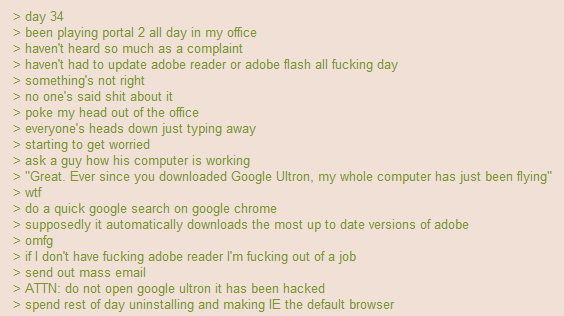 > day 34
> been playing portal 2 all day in my office
> haven't heard so much as a complaint
> haven't had to update adobe reader or adobe flash all fucking day
> something's not right
> no one's said shit about it
> poke my head out of the office
> everyone's heads down just typing away
> starting to get worried
> ask a guy how his computer is working
> "Great. Ever since you downloaded Google Ultron, my whole computer has just been flying"
> wtf
> do a quick google search on google chrome
> supposedly it automatically downloads the most up to date versions of adobe
> omfg
> if I don't have fucking adobe reader I'm fucking out of a job
> send out mass email
> ATTN: do not open google ultron it has been hacked
> spend rest of day uninstalling and making IE the default browser